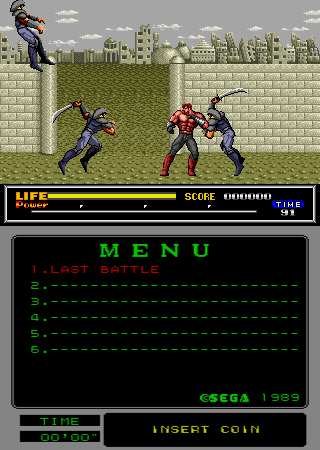 LIFE SCORE 000000
Power TIME
91
MENU
1.LAST BATTLE
2.--------------------------
3.--------------------------
4.--------------------------
5.--------------------------
6.--------------------------
©SEGA 1989
TIME
00'00" INSERT COIN